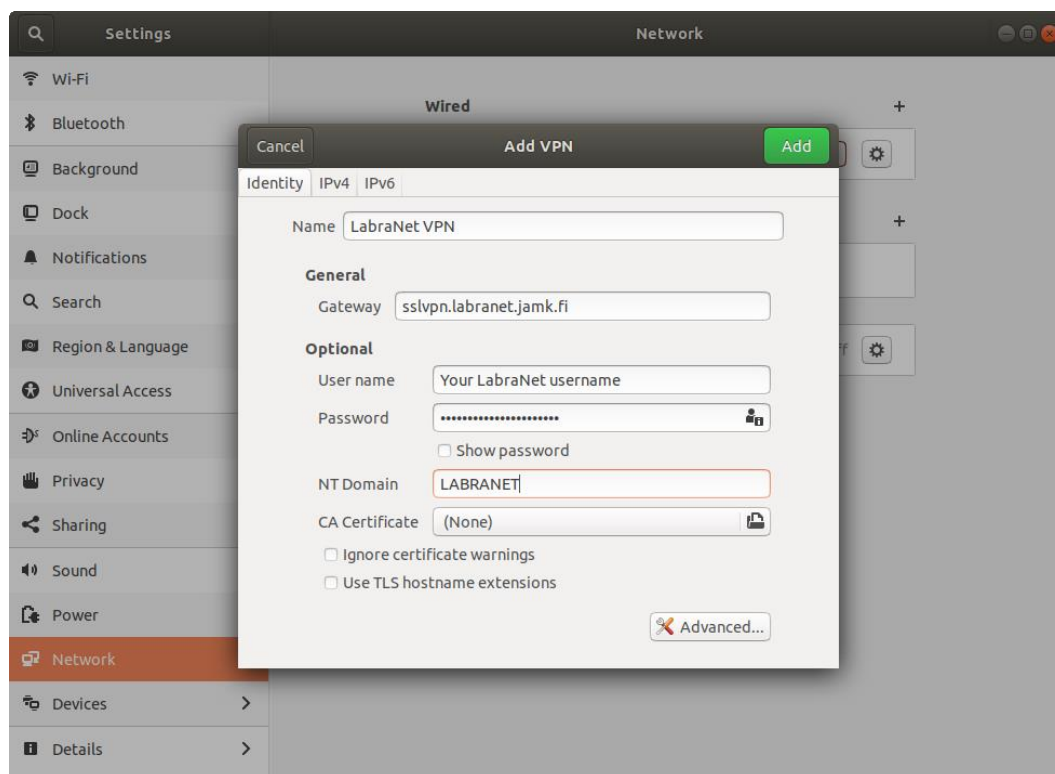 Settings
Network
Wi-Fi
Bluetooth
Background
Dock
Notifications
Search
Region & Language
Universal Access
Online Accounts
Privacy
Sharing
Sound
Power
Network
Devices
Details
Wired
Cancel
Add VPN
Add
Identity IPv4 IPv6
Name LabraNet VPN
General
Gateway sslvpn.labranet.jamk.fi
Optional
User name Your LabraNet username
Password ••••••••••••••••••••••
Show password
NT Domain LABRANET
CA Certificate (None)
Ignore certificate warnings
Use TLS hostname extensions
Advanced...